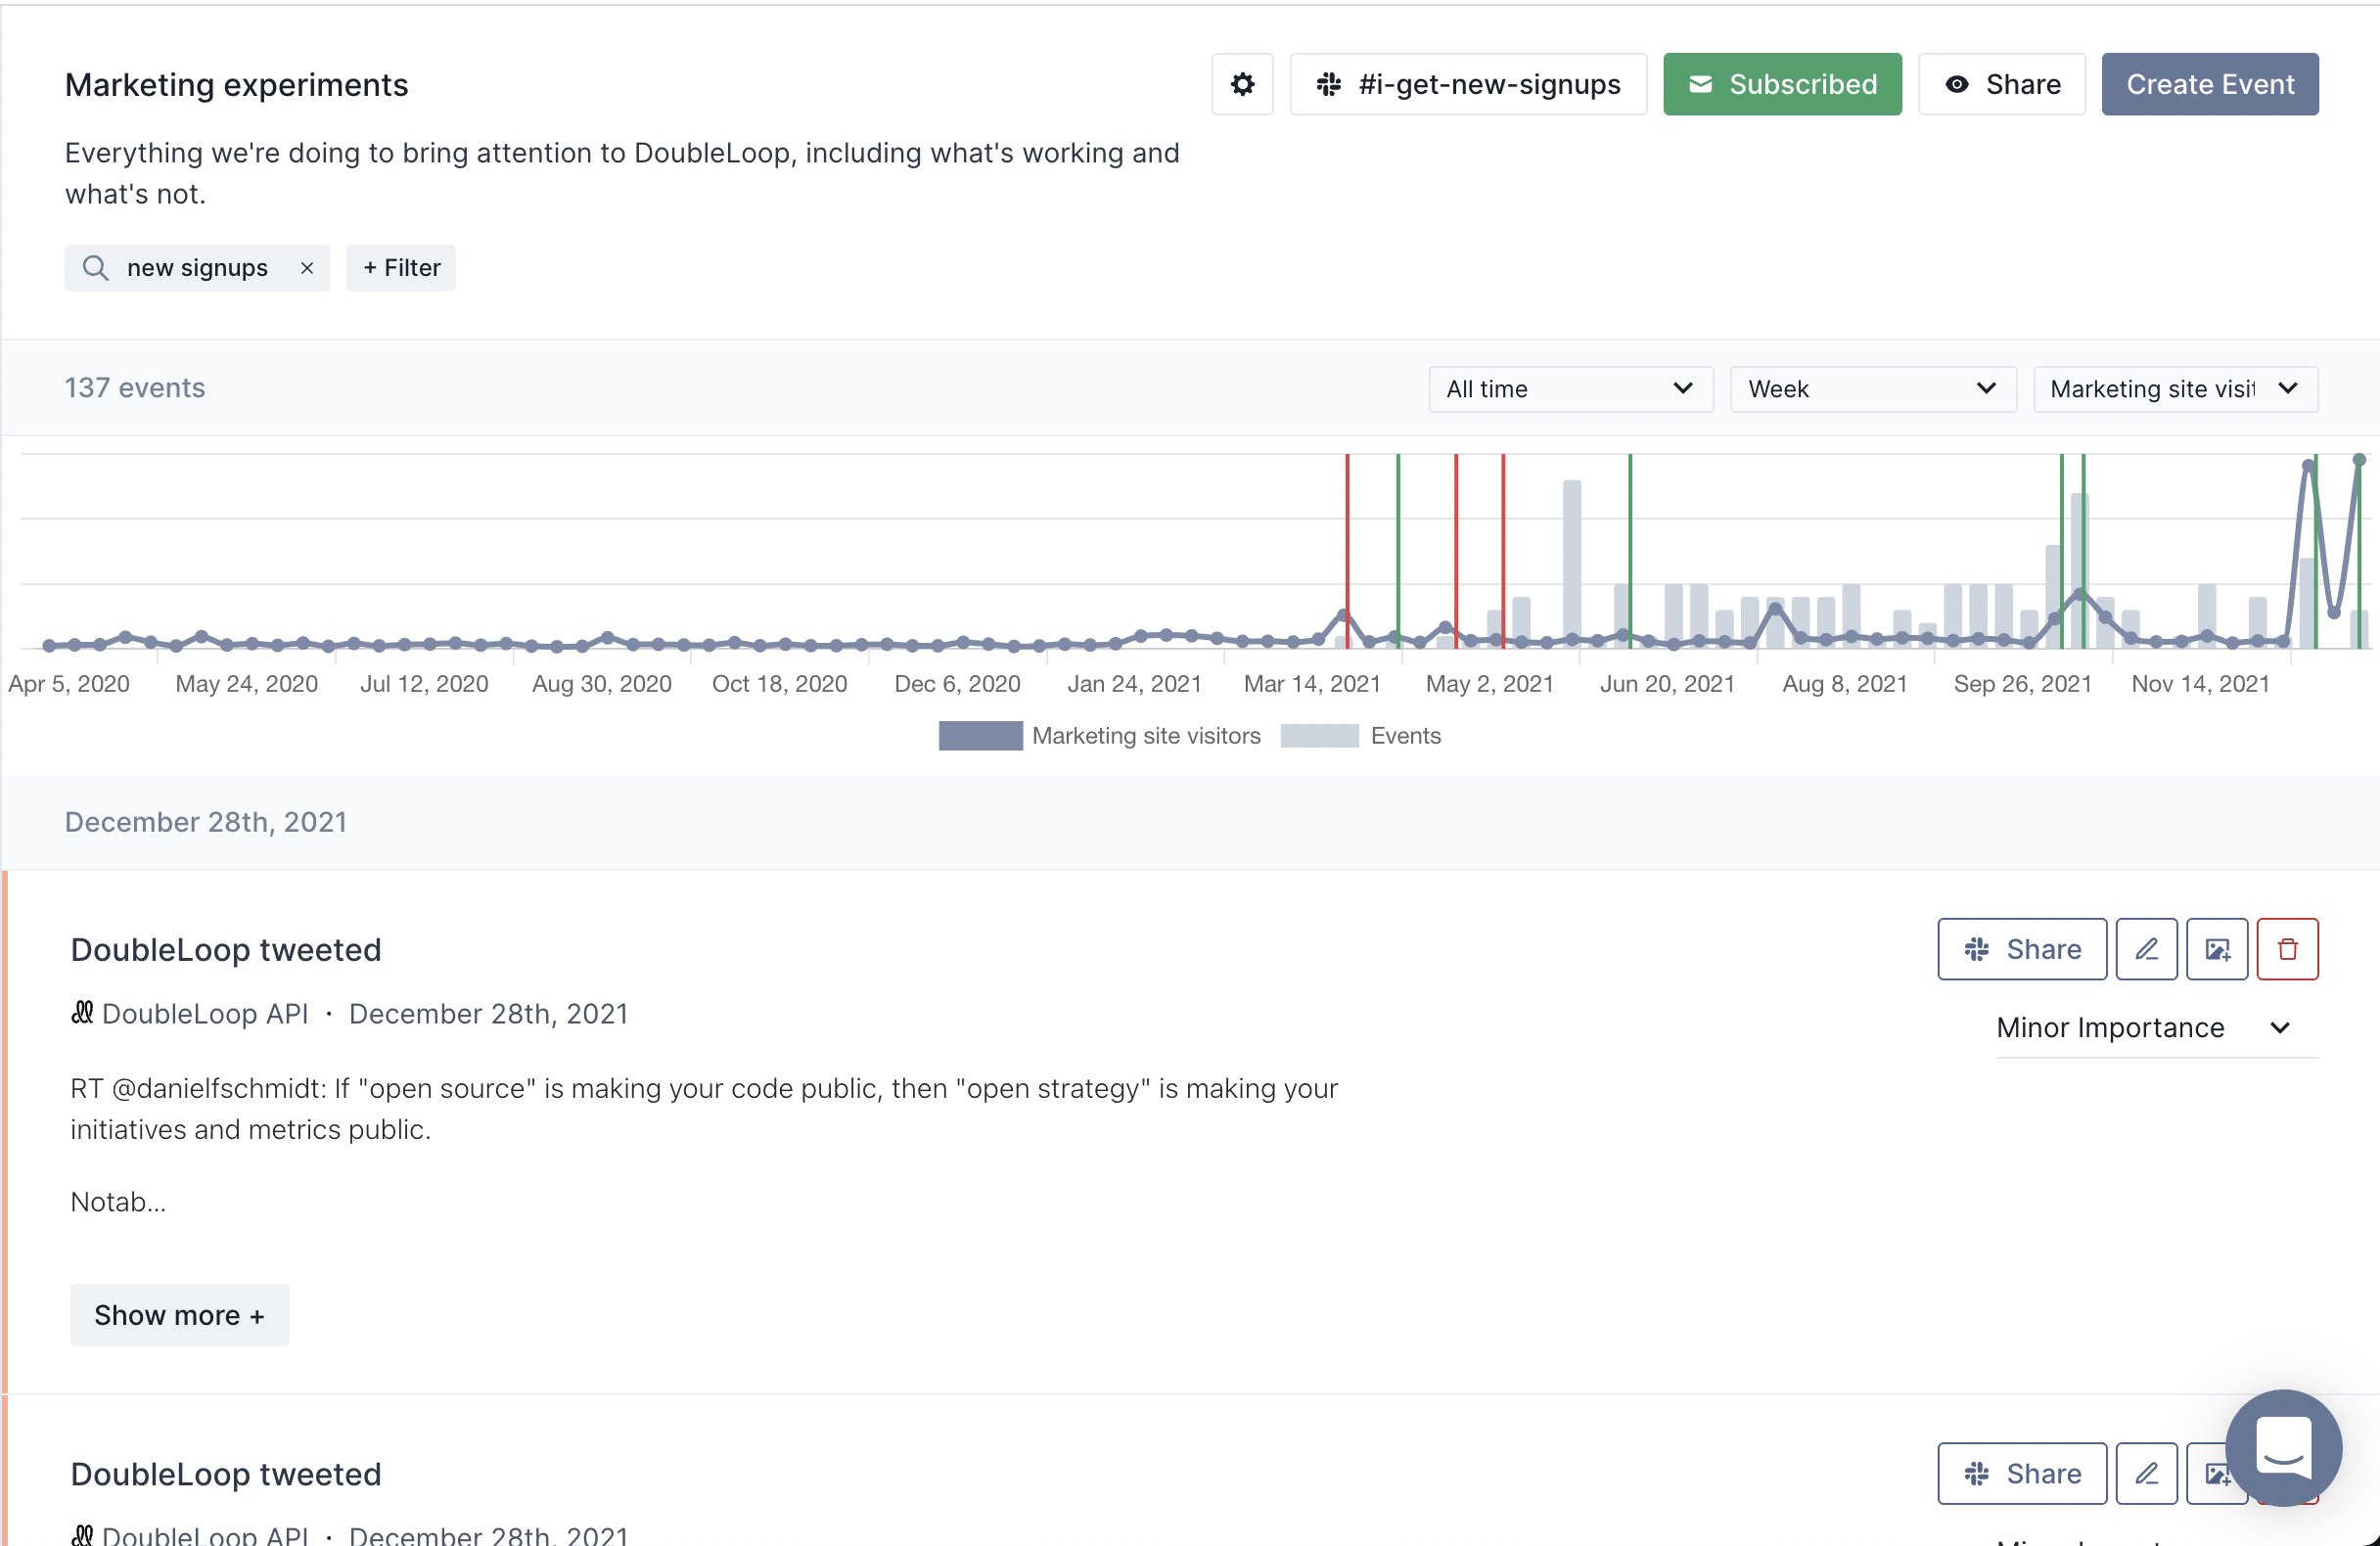 Marketing experiments
#i-get-new-signups
Subscribed
Share
Create Event
Everything we're doing to bring attention to DoubleLoop, including what's working and
what's not.
new signups ×
+ Filter
137 events
All time
Week
Marketing site visit
Apr 5, 2020 May 24, 2020 Jul 12, 2020 Aug 30, 2020 Oct 18, 2020 Dec 6, 2020 Jan 24, 2021 Mar 14, 2021 May 2, 2021 Jun 20, 2021 Aug 8, 2021 Sep 26, 2021 Nov 14, 2021
Marketing site visitors Events
December 28th, 2021
DoubleLoop tweeted
Share
DoubleLoop API · December 28th, 2021
Minor Importance
RT @danielfschmidt: If "open source" is making your code public, then "open strategy" is making your
initiatives and metrics public.
Notab...
Show more +
DoubleLoop tweeted
Share
DoubleLoop API · December 28th, 2021